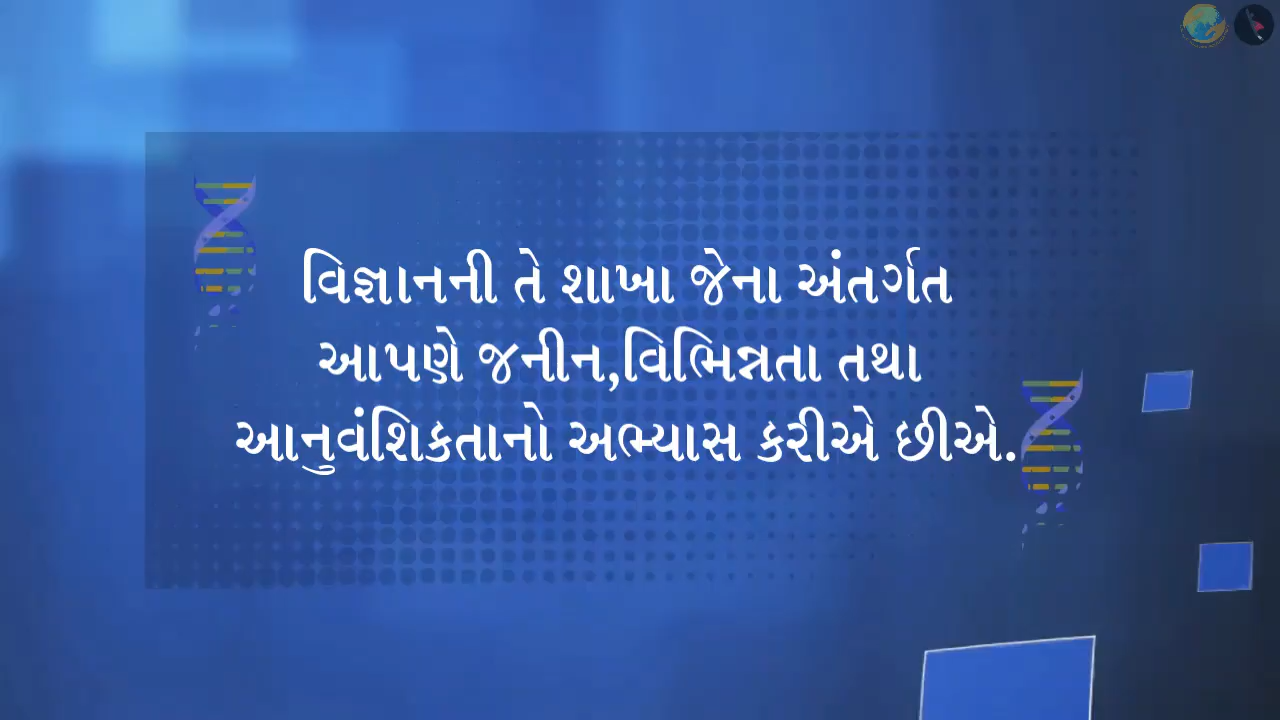 વિજ્ઞાનની તે શાખા જેના અંતર્ગત
આપણે જનીન,વિભિન્નતા તથા
આનુવંશિકતાનો અભ્યાસ કરીએ છીએ.